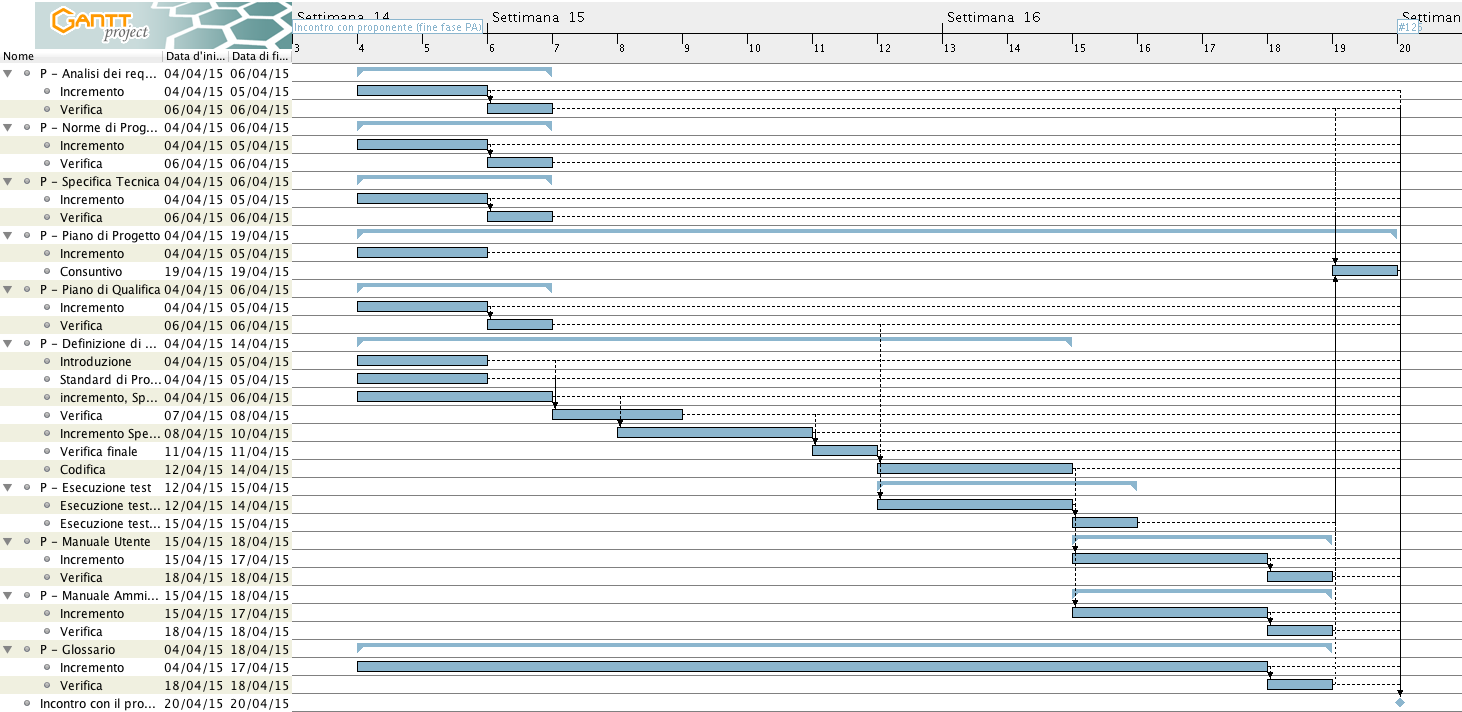 GANTT
project
Settimana 14
Settimana 15
Settimana 16
Settiman
Incontro con proponente (fine fase PA)
#126
3 4 5 6 7 8 9 10 11 12 13 14 15 16 17 18 19 20
Nome Data d'ini... Data di fi...
P - Analisi dei req... 04/04/15 06/04/15
Incremento 04/04/15 05/04/15
Verifica 06/04/15 06/04/15
P - Norme di Prog... 04/04/15 06/04/15
Incremento 04/04/15 05/04/15
Verifica 06/04/15 06/04/15
P - Specifica Tecnica 04/04/15 06/04/15
Incremento 04/04/15 05/04/15
Verifica 06/04/15 06/04/15
P - Piano di Progetto 04/04/15 19/04/15
Incremento 04/04/15 05/04/15
Consuntivo 19/04/15 19/04/15
P - Piano di Qualifica 04/04/15 06/04/15
Incremento 04/04/15 05/04/15
Verifica 06/04/15 06/04/15
P - Definizione di ... 04/04/15 14/04/15
Introduzione 04/04/15 05/04/15
Standard di Pro... 04/04/15 05/04/15
incremento, Sp... 04/04/15 06/04/15
Verifica 07/04/15 08/04/15
Incremento Spe... 08/04/15 10/04/15
Verifica finale 11/04/15 11/04/15
Codifica 12/04/15 14/04/15
P - Esecuzione test 12/04/15 15/04/15
Esecuzione test... 12/04/15 14/04/15
Esecuzione test... 15/04/15 15/04/15
P - Manuale Utente 15/04/15 18/04/15
Incremento 15/04/15 17/04/15
Verifica 18/04/15 18/04/15
P - Manuale Ammi... 15/04/15 18/04/15
Incremento 15/04/15 17/04/15
Verifica 18/04/15 18/04/15
P - Glossario 04/04/15 18/04/15
Incremento 04/04/15 17/04/15
Verifica 18/04/15 18/04/15
Incontro con il pro... 20/04/15 20/04/15